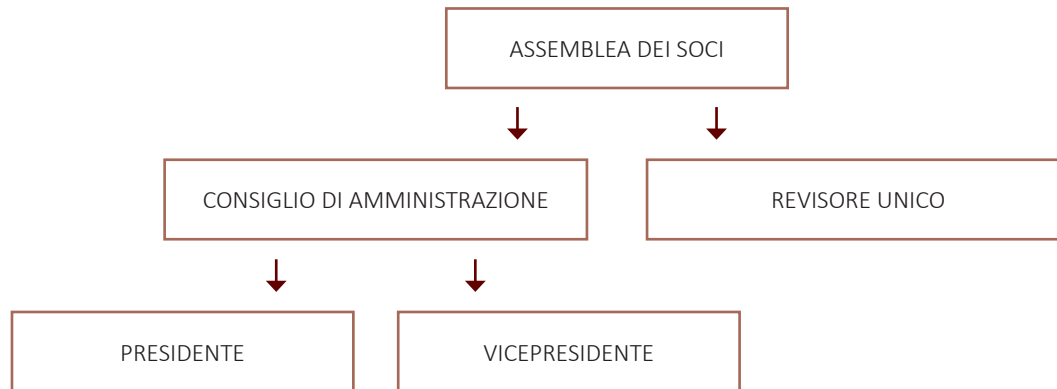 ASSEMBLEA DEI SOCI
CONSIGLIO DI AMMINISTRAZIONE
REVISORE UNICO
PRESIDENTE
VICEPRESIDENTE